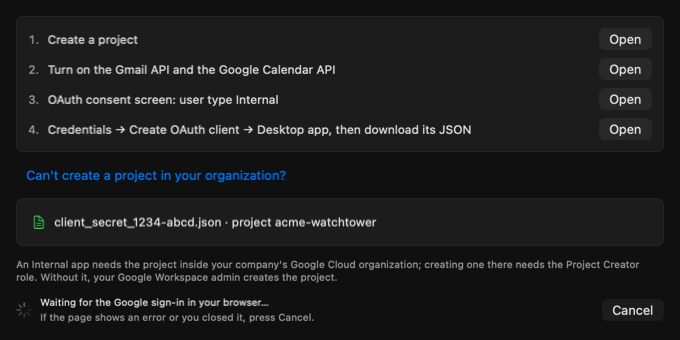 1. Create a project Open
2. Turn on the Gmail API and the Google Calendar API Open
3. OAuth consent screen: user type Internal Open
4. Credentials → Create OAuth client → Desktop app, then download its JSON Open
Can't create a project in your organization?
client_secret_1234-abcd.json · project acme-watchtower
An Internal app needs the project inside your company's Google Cloud organization; creating one there needs the Project Creator
role. Without it, your Google Workspace admin creates the project.
Waiting for the Google sign-in in your browser...
If the page shows an error or you closed it, press Cancel.
Cancel